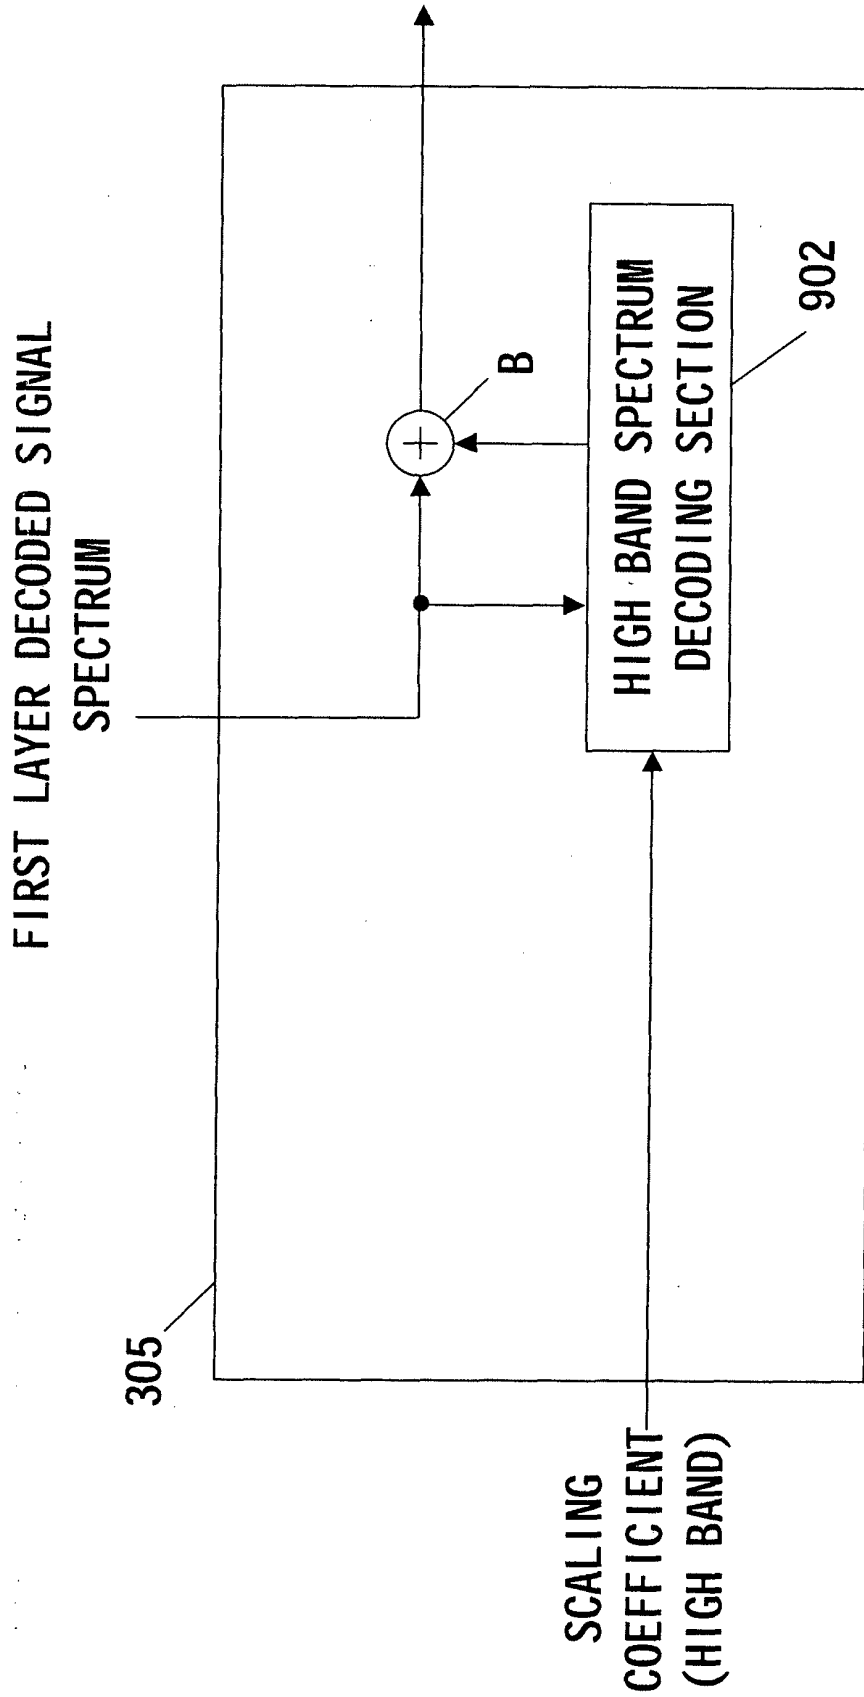 FIRST LAYER DECODED SIGNAL
SPECTRUM
305
B
HIGH BAND SPECTRUM
DECODING SECTION
902
SCALING
COEFFICIENT
(HIGH BAND)